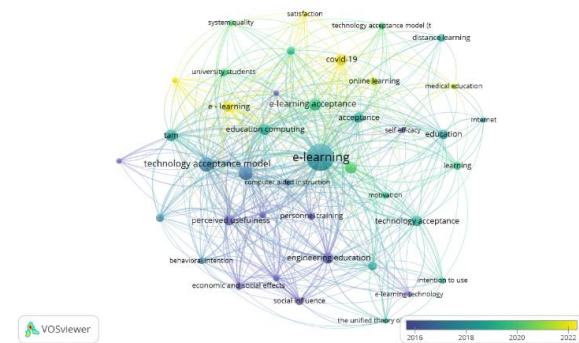 satisfaction
system quality
technology acceptance model (t
distance learning
covid-19
university students
online learning
medical education
e - learning
e-learning acceptance
acceptance
internet
tam
education computing
self efficacy
education
e-learning
technology acceptance model
learning
computer aided instruction
motivation
perceived usefulness
personnel training
technology acceptance
behavioral intention
engineering education
economic and social effects
intention to use
e-learning technology
social influence
the unified theory o
VOSviewer
2016 2018 2020 2022